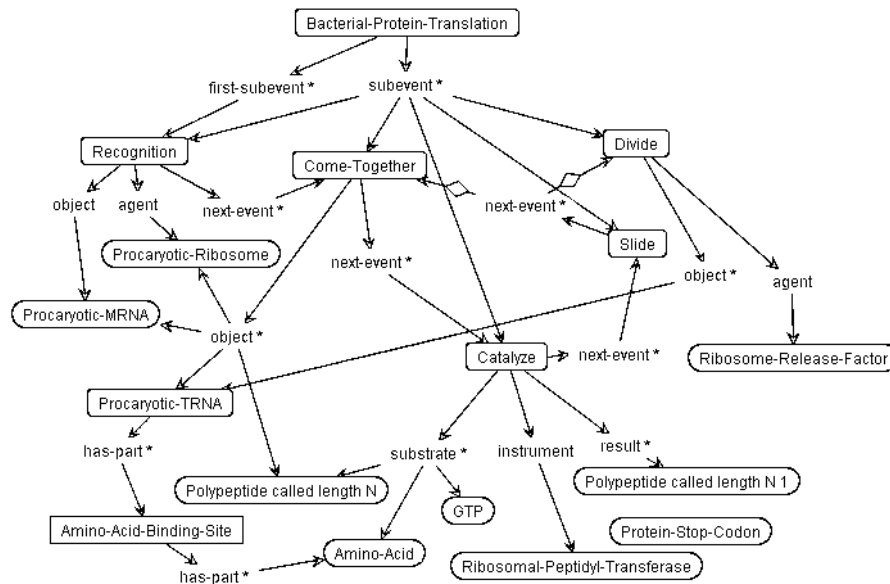 Bacterial-Protein-Translation
first-subevent *
subevent *
Recognition
Come-Together
Divide
object
agent
next-event *
next-event *
Procaryotic-Ribosome
next-event *
Slide
object *
agent
Procaryotic-MRNA
object *
Catalyze
next-event *
Ribosome-Release-Factor
Procaryotic-TRNA
has-part *
substrate *
instrument
result *
Polypeptide called length N
Polypeptide called length N 1
GTP
Amino-Acid-Binding-Site
Protein-Stop-Codon
Amino-Acid
Ribosomal-Peptidyl-Transferase
has-part *